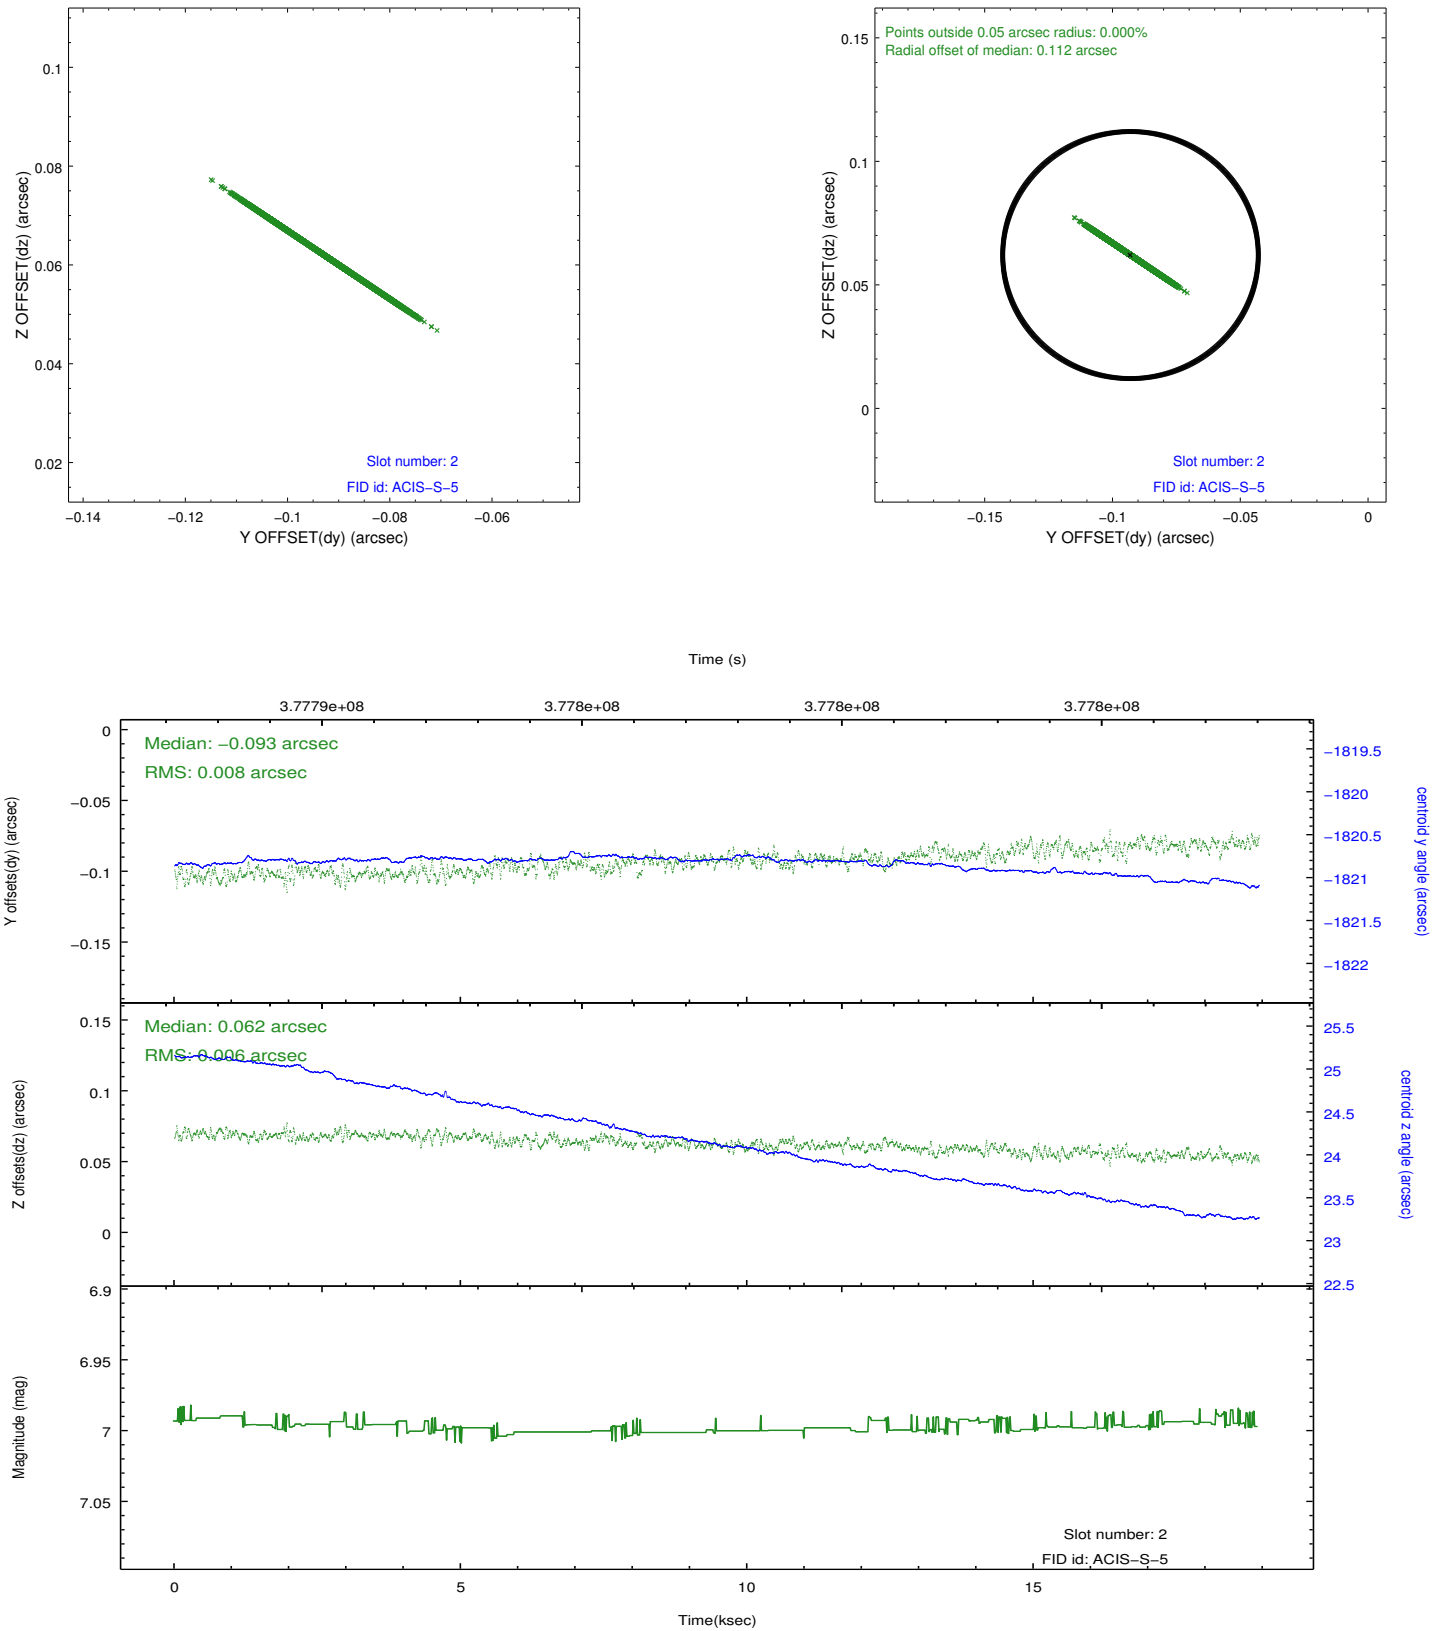 0.1
0.08
0.06
0.04
0.02
Z OFFSET(dz) (arcsec)
Slot number: 2
FID id: ACIS−S−5
−0.14
−0.12
−0.1
−0.08
−0.06
Y OFFSET(dy) (arcsec)
Points outside 0.05 arcsec radius: 0.000%
Radial offset of median: 0.112 arcsec
0.15
0.1
0.05
0
Z OFFSET(dz) (arcsec)
Slot number: 2
FID id: ACIS−S−5
−0.15
−0.1
−0.05
0
Y OFFSET(dy) (arcsec)
Time (s)
3.7779e+08
3.778e+08
3.778e+08
3.778e+08
Median: −0.093 arcsec
RMS: 0.008 arcsec
0
−0.05
−0.1
−0.15
Y offsets(dy) (arcsec)
−1819.5
−1820
−1820.5
−1821
−1821.5
−1822
centroid y angle (arcsec)
Median: 0.062 arcsec
RMS: 0.006 arcsec
0.15
0.1
0.05
0
Z offsets(dz) (arcsec)
25.5
25
24.5
24
23.5
23
22.5
centroid z angle (arcsec)
6.9
6.95
7
7.05
Magnitude (mag)
Slot number: 2
FID id: ACIS−S−5
0
5
10
15
Time(ksec)